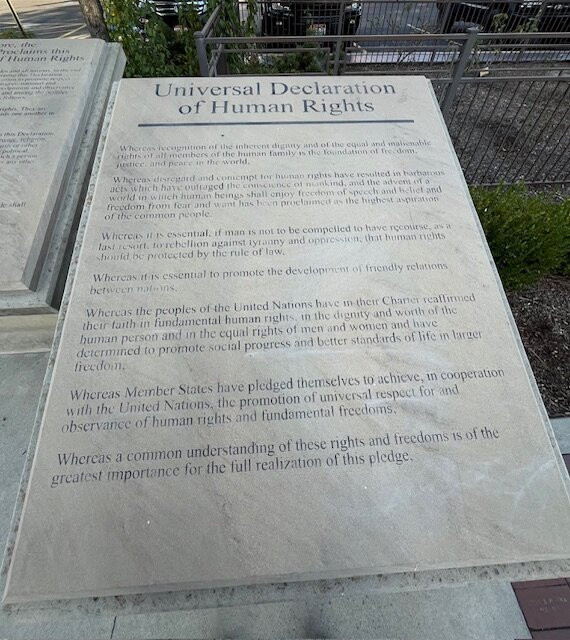 Universal Declaration
of Human Rights
Whereas recognition of the inherent dignity and of the equal and inalienable
rights of all members of the human family is the foundation of freedom,
justice and peace in the world.
Whereas disregard and contempt for human rights have resulted in barbarous
acts which have outraged the conscience of mankind, and the advent of a
world in which human beings shall enjoy freedom of speech and belief and
freedom from fear and want has been proclaimed as the highest aspiration
of the common people.
Whereas it is essential, if man is not to be compelled to have recourse, as a
last resort, to rebellion against tyranny and oppression, that human rights
should be protected by the rule of law.
Whereas it is essential to promote the development of friendly relations
between nations.
Whereas the peoples of the United Nations have in their Charter reaffirmed
their faith in fundamental human rights, in the dignity and worth of the
human person and in the equal rights of men and women and have
determined to promote social progress and better standards of life in larger
freedom.
Whereas Member States have pledged themselves to achieve, in cooperation
with the United Nations, the promotion of universal respect for and
observance of human rights and fundamental freedoms.
Whereas a common understanding of these rights and freedoms is of the
greatest importance for the full realization of this pledge.
the
Proclaims this
of Human Rights